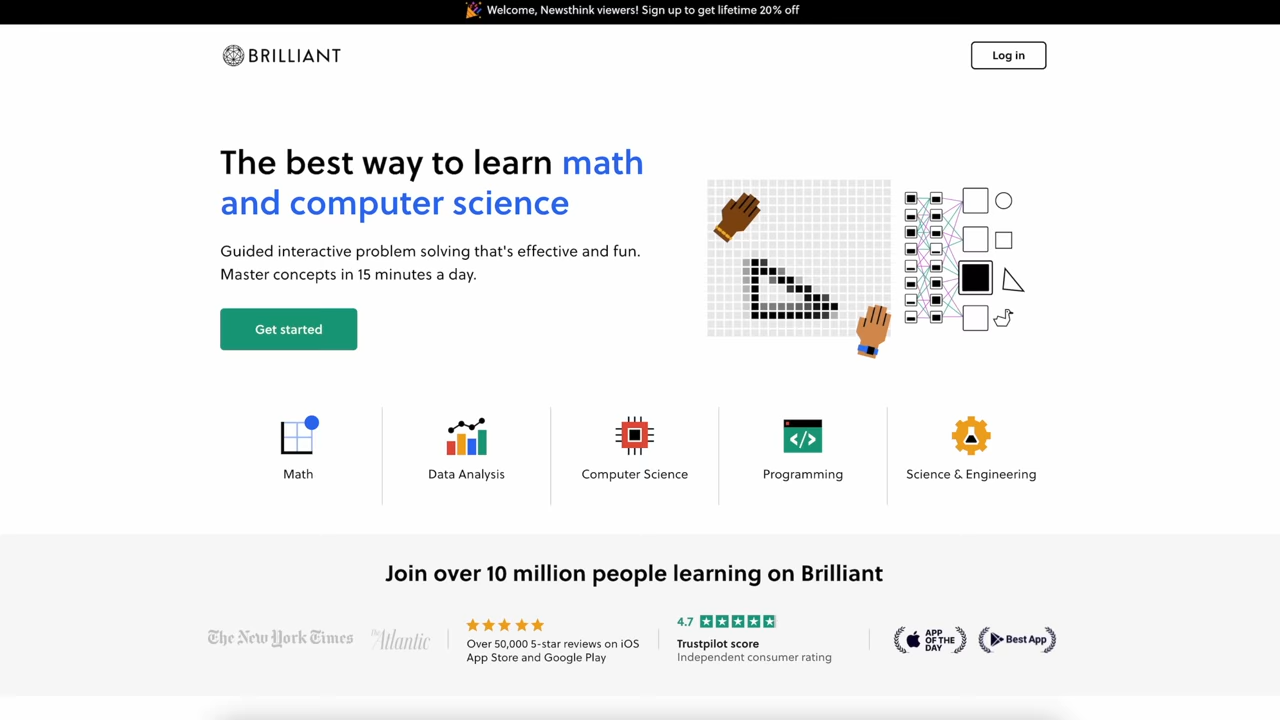 Welcome, Newsthink viewers! Sign up to get lifetime 20% off
BRILLIANT
Log in
The best way to learn math
and computer science
Guided interactive problem solving that's effective and fun.
Master concepts in 15 minutes a day.
Get started
Math
Data Analysis
Computer Science
</>
Programming
Science & Engineering
Join over 10 million people learning on Brilliant
The New York Times
The Atlantic
Over 50,000 5-star reviews on iOS
App Store and Google Play
4.7
Trustpilot score
Independent consumer rating
APP
OF THE
DAY
Best App